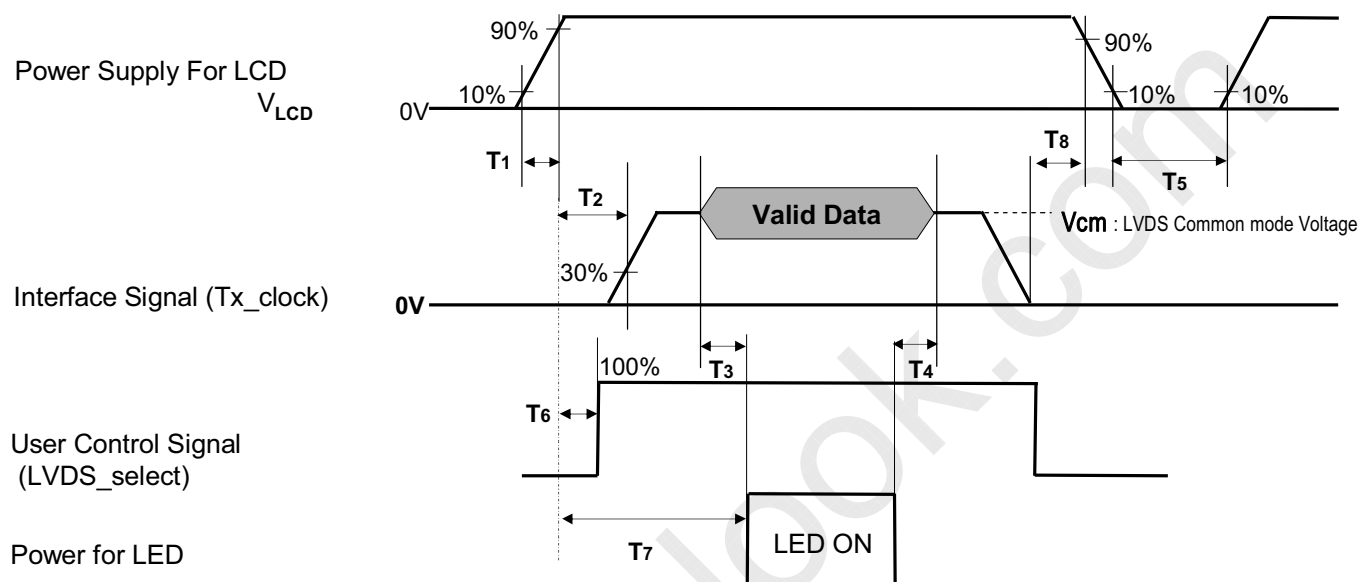 90%
90%
Power Supply For LCD
VLCD
10%
10%
10%
0V
T1
T8
T5
T2
Valid Data
Vcm : LVDS Common mode Voltage
30%
Interface Signal (Tx_clock)
0V
100%
T3
T4
T6
User Control Signal
(LVDS_select)
T7
LED ON
Power for LED
look.com